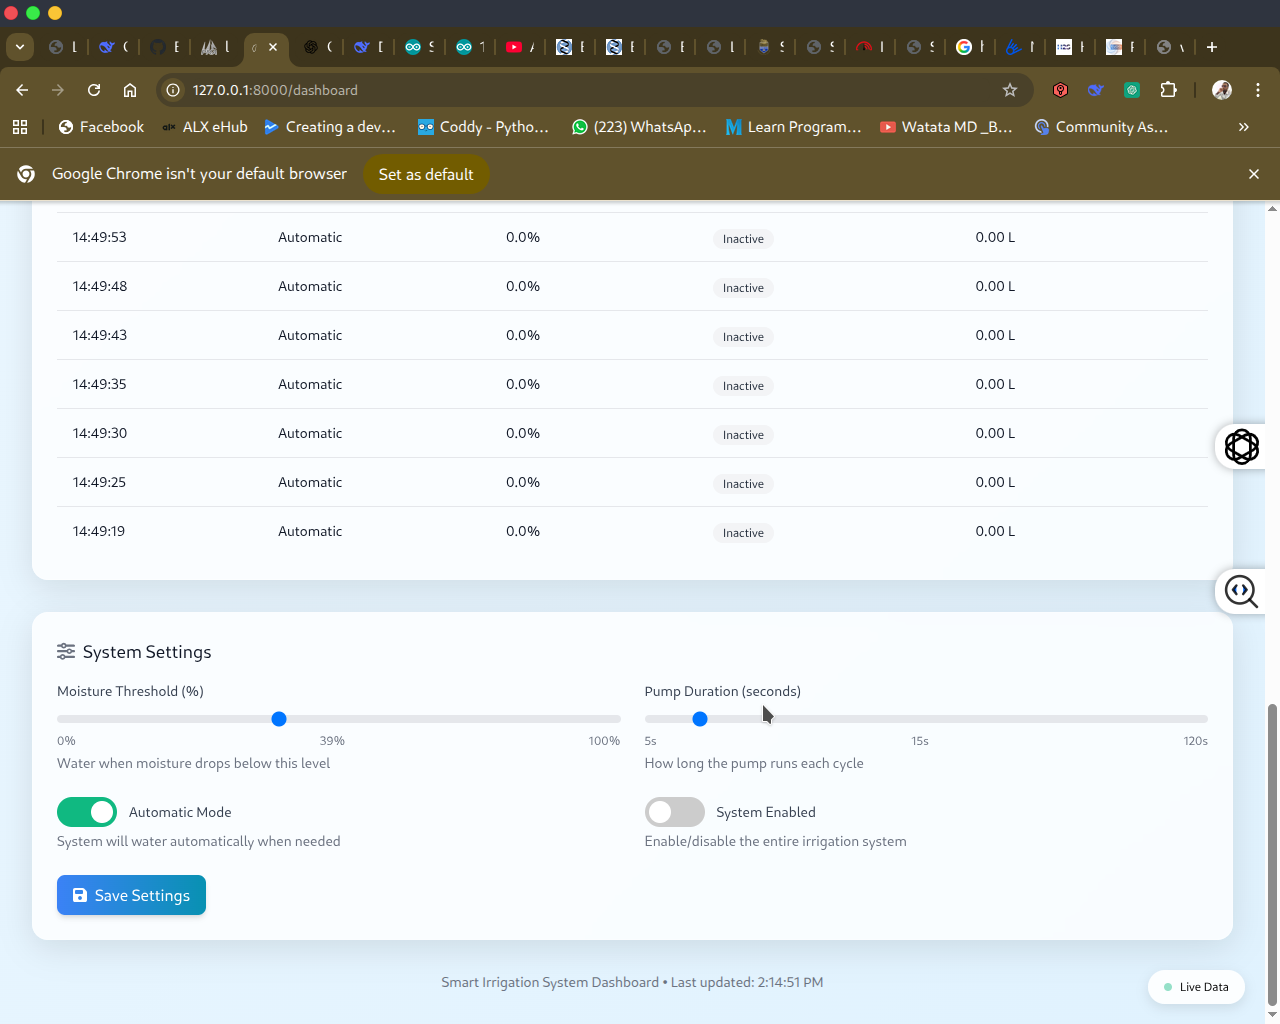 127.0.0.1:8000/dashboard
Facebook ALX eHub Creating a dev... Coddy - Pytho... (223) WhatsAp... Learn Program... Watata MD _B... Community As... »
Google Chrome isn't your default browser Set as default
14:49:53 Automatic 0.0% Inactive 0.00 L
14:49:48 Automatic 0.0% Inactive 0.00 L
14:49:43 Automatic 0.0% Inactive 0.00 L
14:49:35 Automatic 0.0% Inactive 0.00 L
14:49:30 Automatic 0.0% Inactive 0.00 L
14:49:25 Automatic 0.0% Inactive 0.00 L
14:49:19 Automatic 0.0% Inactive 0.00 L
System Settings
Moisture Threshold (%) Pump Duration (seconds)
0% 39% 100% 5s 15s 120s
Water when moisture drops below this level How long the pump runs each cycle
Automatic Mode System Enabled
System will water automatically when needed Enable/disable the entire irrigation system
Save Settings
Smart Irrigation System Dashboard • Last updated: 2:14:51 PM
Live Data